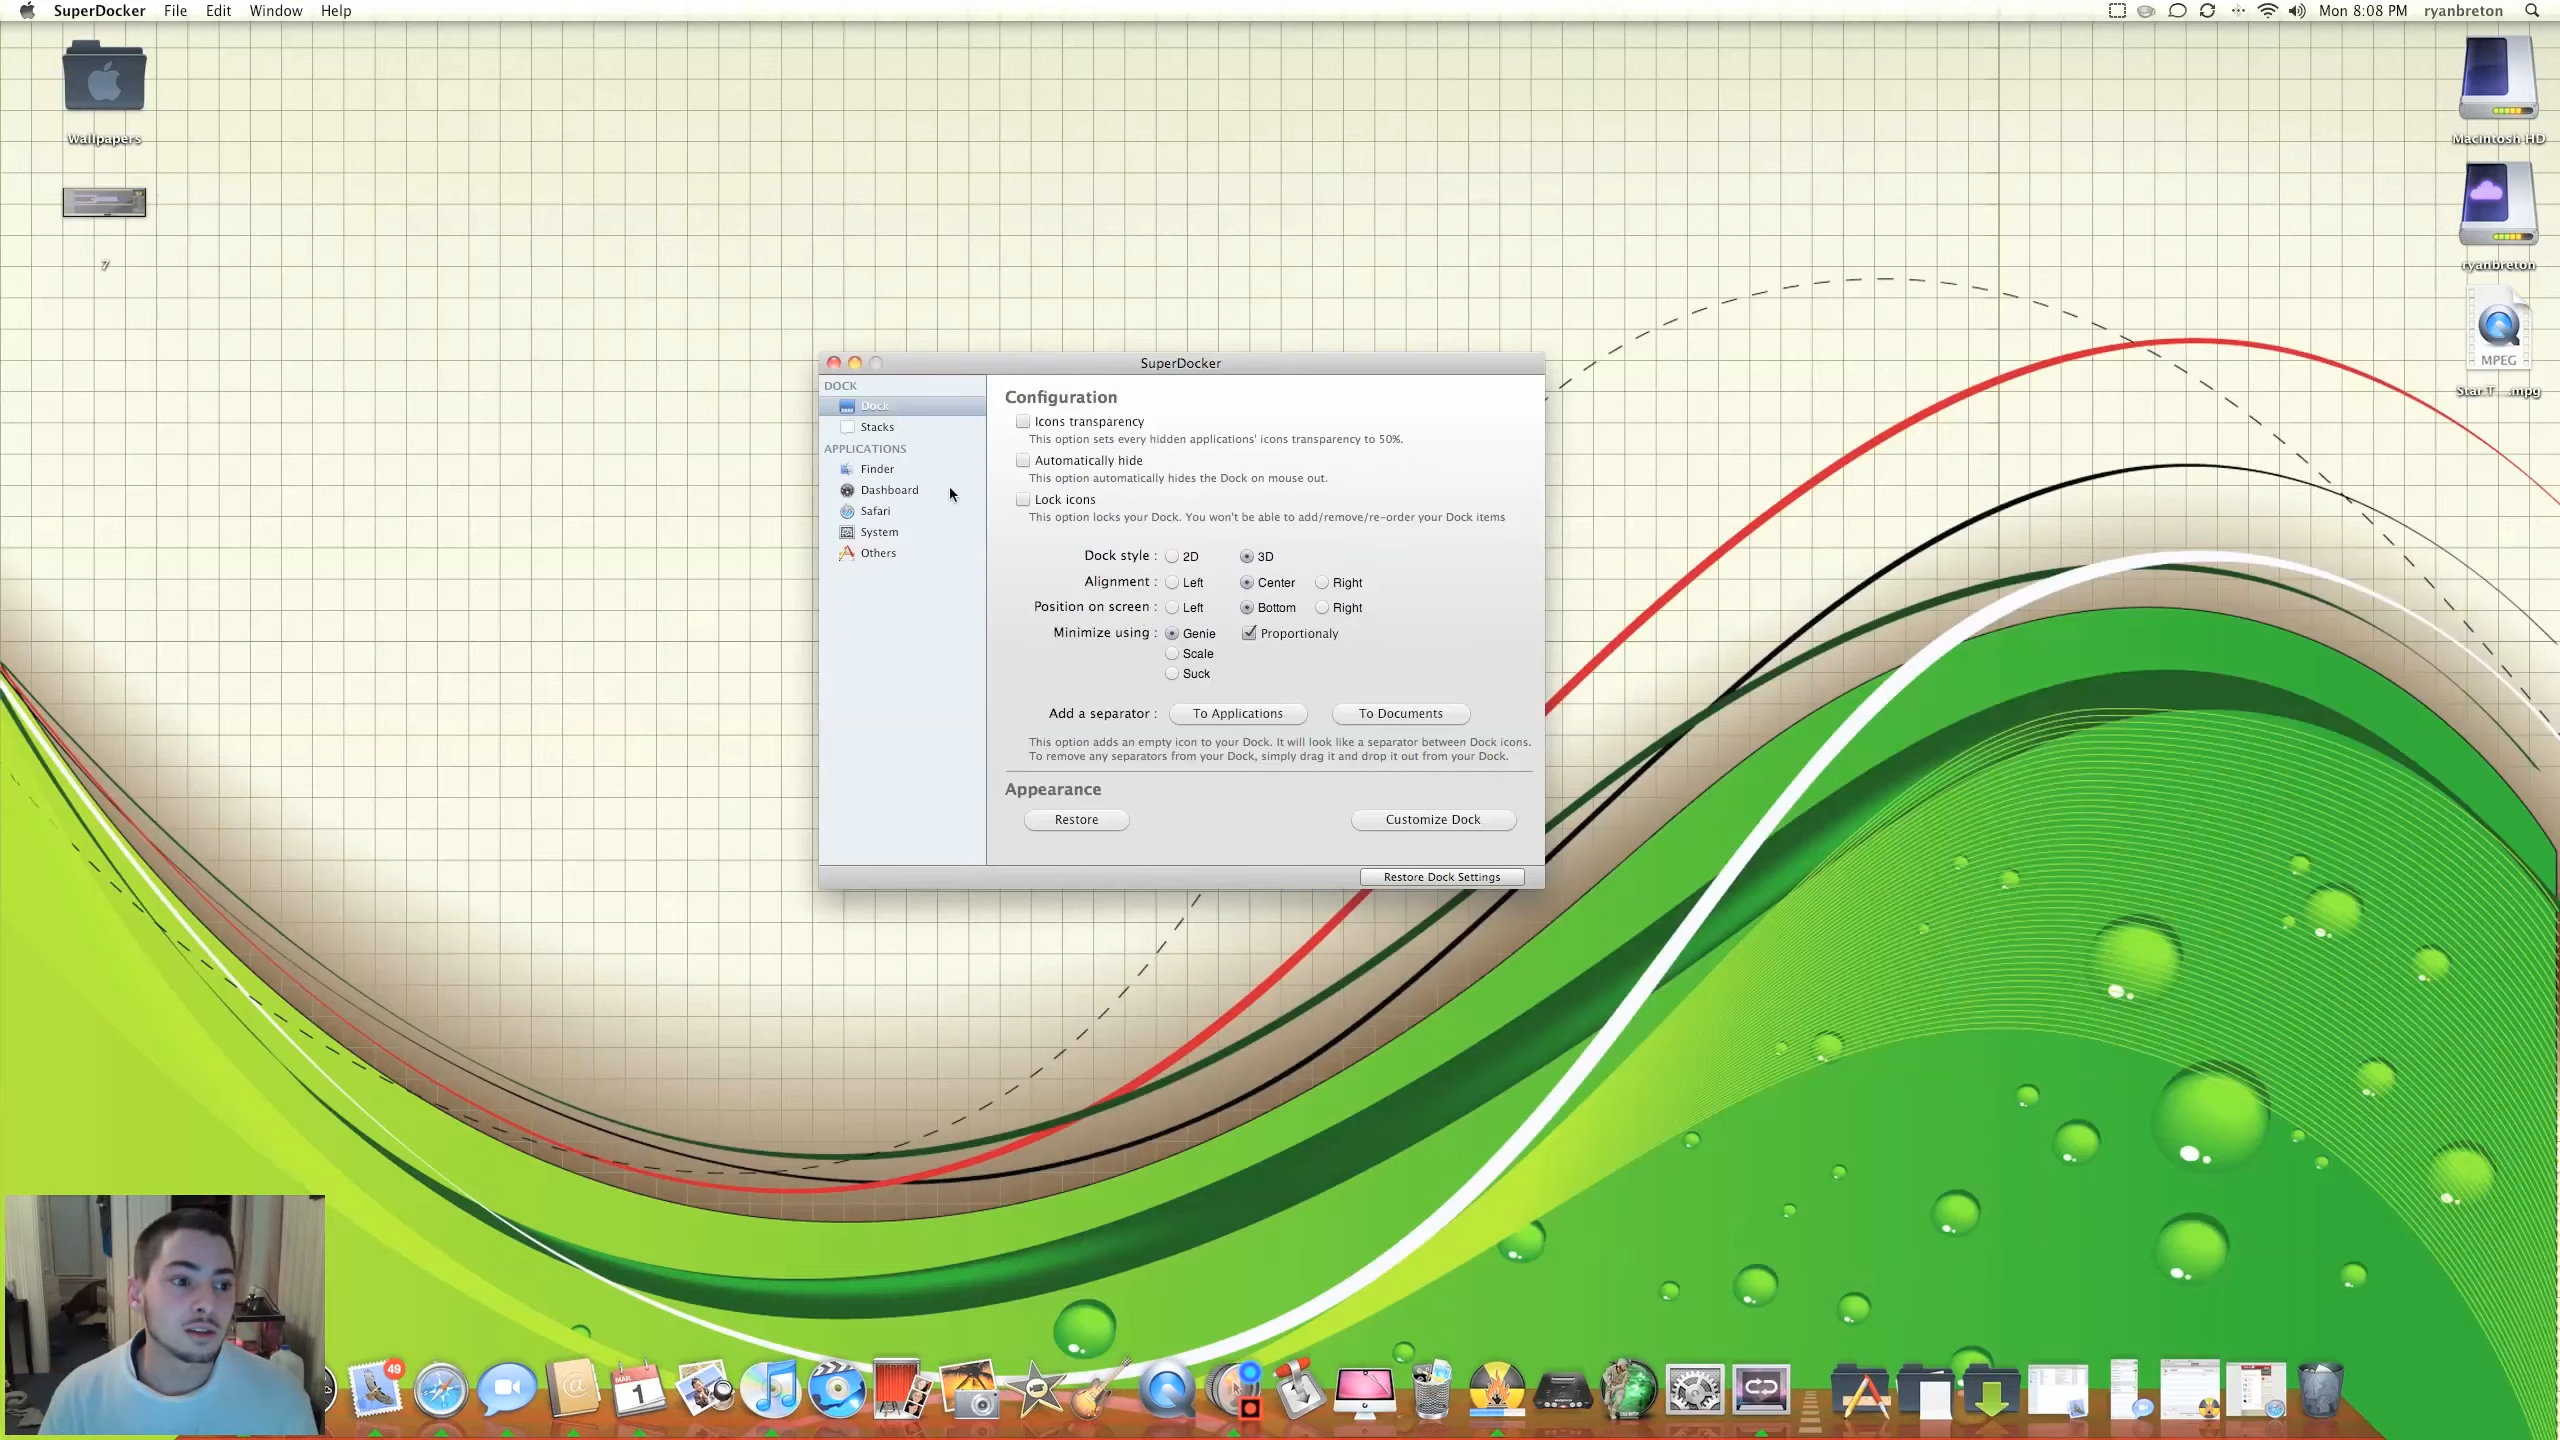 SuperDocker File Edit Window Help
Mon 8:08 PM ryanbreton
Wallpapers
7
Macintosh HD
ryanbreton
MPEG
Star.T....mpg
SuperDocker
DOCK
Dock
Stacks
APPLICATIONS
Finder
Dashboard
Safari
System
Others
Configuration
Icons transparency
This option sets every hidden applications' icons transparency to 50%.
Automatically hide
This option automatically hides the Dock on mouse out.
Lock icons
This option locks your Dock. You won't be able to add/remove/re-order your Dock items
Dock style : 2D 3D
Alignment : Left Center Right
Position on screen : Left Bottom Right
Minimize using : Genie Proportionaly
Scale
Suck
Add a separator : To Applications To Documents
This option adds an empty icon to your Dock. It will look like a separator between Dock icons.
To remove any separators from your Dock, simply drag it and drop it out from your Dock.
Appearance
Restore Customize Dock
Restore Dock Settings
49
MAR
1